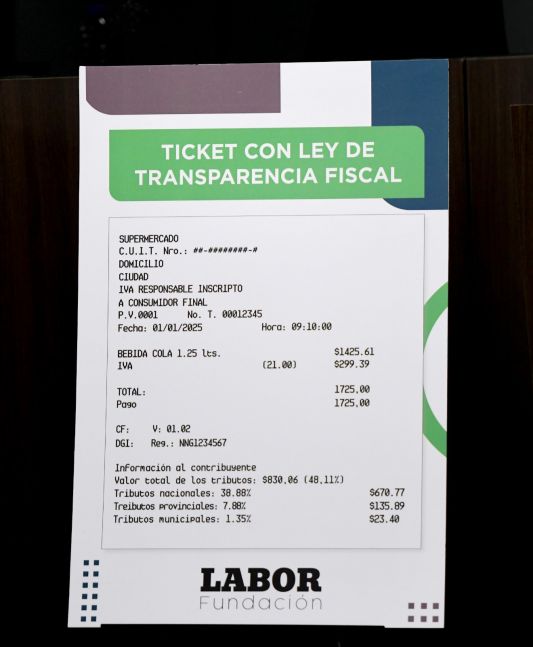 TICKET CON LEY DE
TRANSPARENCIA FISCAL
SUPERMERCADO
C.U.I.T. Nro.: ##-########-#
DOMICILIO
CIUDAD
IVA RESPONSABLE INSCRIPTO
A CONSUMIDOR FINAL
P.V.0001 No. T. 00012345
Fecha: 01/01/2025 Hora: 09:10:00
BEBIDA COLA 1.25 lts. $1425.61
IVA (21.00) $299.39
TOTAL: 1725,00
Pago 1725,00
CF: V: 01.02
DGI: Reg.: NNG1234567
Información al contribuyente
Valor total de los tributos: $830,06 (48,11%)
Tributos nacionales: 38.88% $670.77
Treibutos provinciales: 7.88% $135.89
Tributos municipales: 1.35% $23.40
LABOR
Fundación